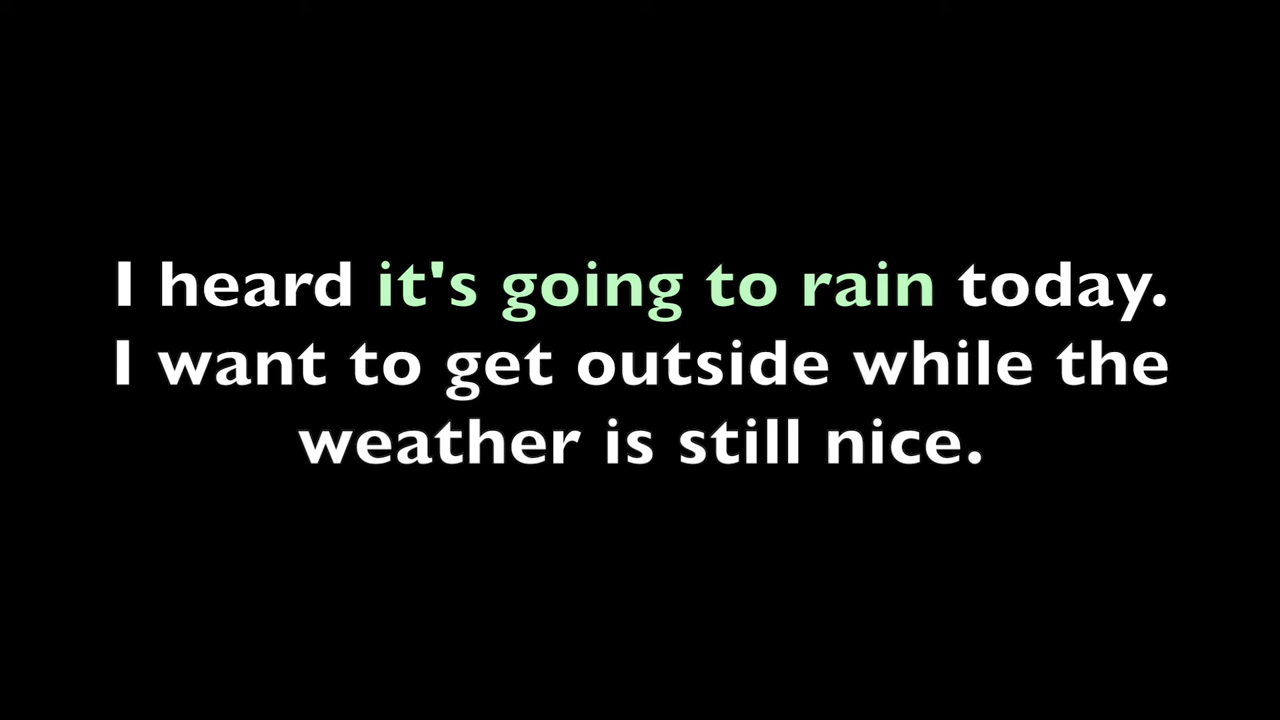 I heard it's going to rain today.
I want to get outside while the
weather is still nice.